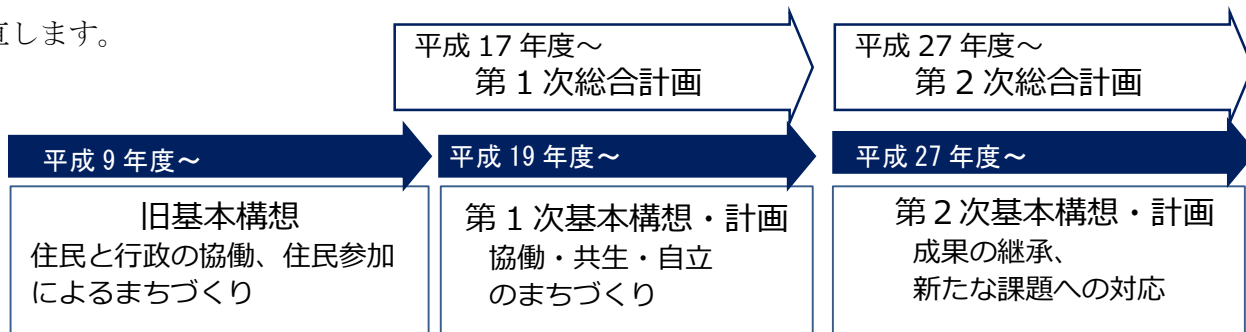 直します。
平成 17 年度～
第 1 次総合計画
平成 27 年度～
第 2 次総合計画
平成 9 年度～
平成 19 年度～
平成 27 年度～
旧基本構想
住民と行政の協働、住民参加
によるまちづくり
第 1 次基本構想・計画
協働・共生・自立
のまちづくり
第 2 次基本構想・計画
成果の継承、
新たな課題への対応